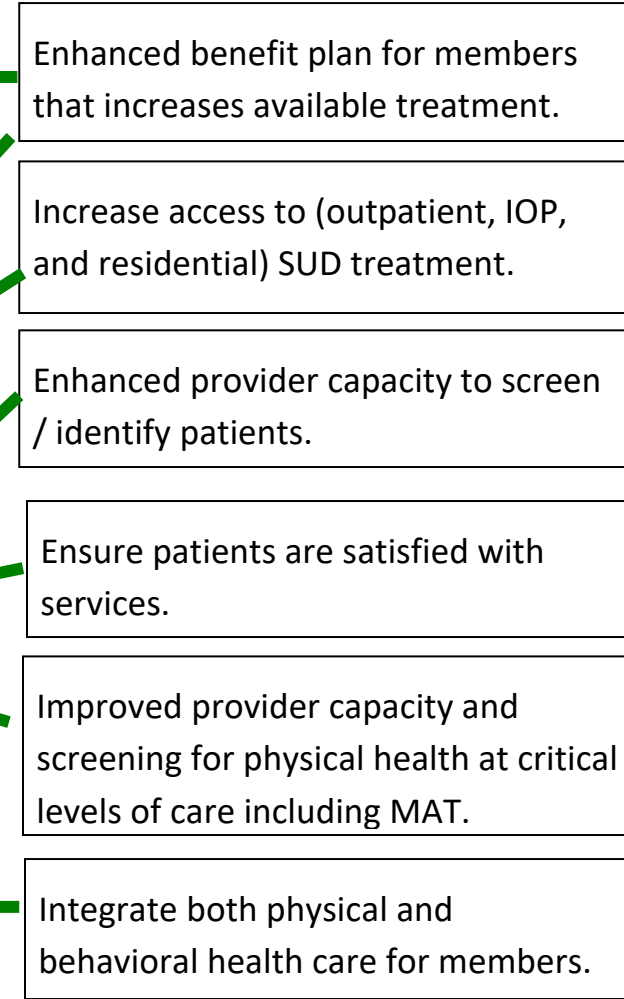 Enhanced benefit plan for members
that increases available treatment.
Increase access to (outpatient, IOP,
and residential) SUD treatment.
Enhanced provider capacity to screen
/ identify patients.
Ensure patients are satisfied with
services.
Improved provider capacity and
screening for physical health at critical
levels of care including MAT.
Integrate both physical and
behavioral health care for members.